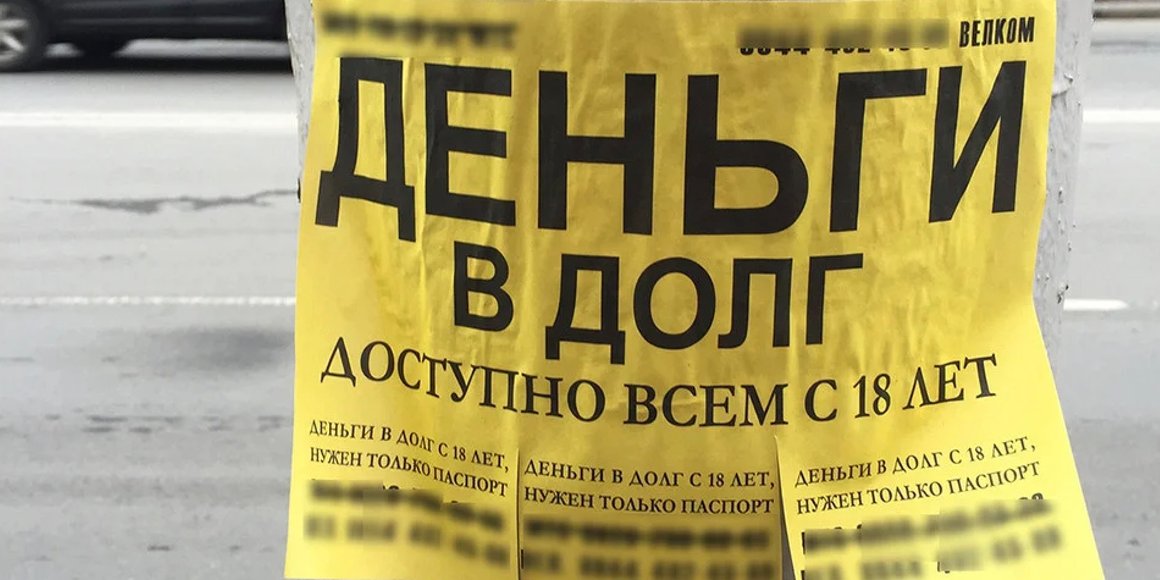 ВЕЛКОМ
ДЕНЬГИ
В ДОЛГ
ДОСТУПНО ВСЕМ С 18 ЛЕТ
ДЕНЬГИ В ДОЛГ С 18 ЛЕТ,
НУЖЕН ТОЛЬКО ПАСПОРТ
ДЕНЬГИ В ДОЛГ С 18 ЛЕТ,
НУЖЕН ТОЛЬКО ПАСПОРТ
ДЕНЬГИ В ДОЛГ С 18 ЛЕТ,
НУЖЕН ТОЛЬКО ПАСПОРТ